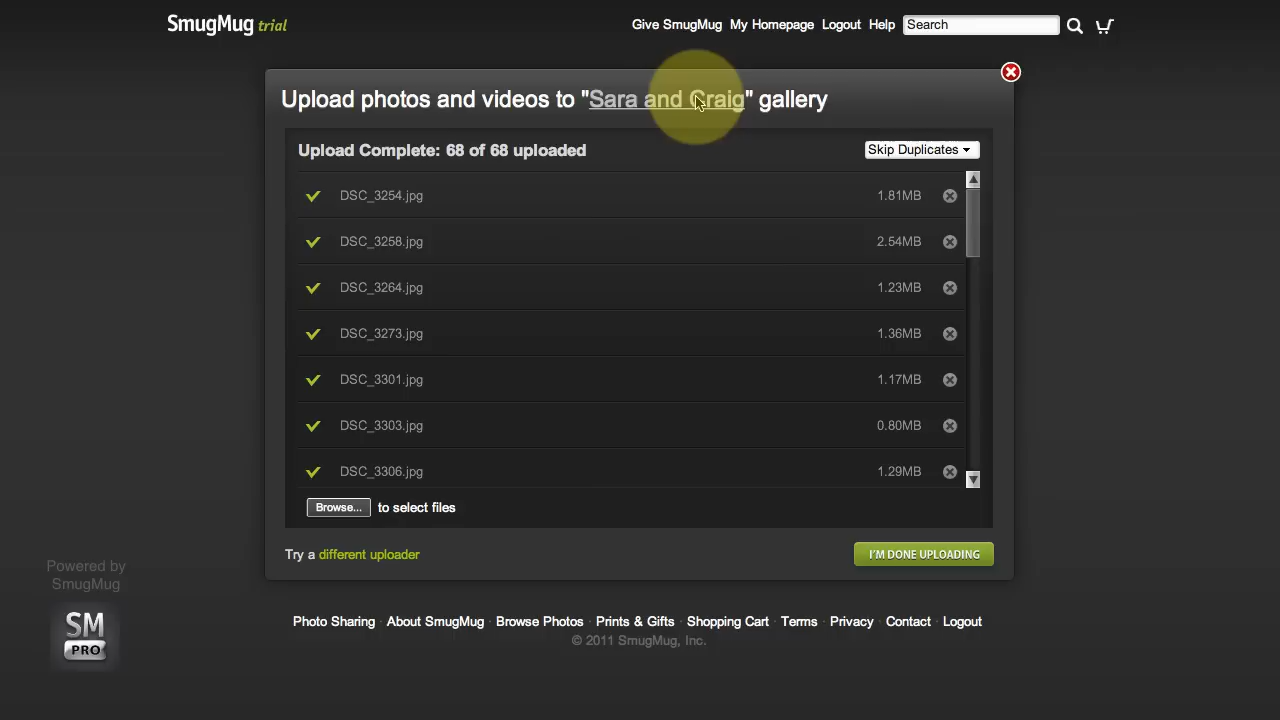 SmugMug trial
Give SmugMug My Homepage Logout Help Search
Upload photos and videos to "Sara and Craig" gallery
Upload Complete: 68 of 68 uploaded Skip Duplicates
DSC_3254.jpg 1.81MB
DSC_3258.jpg 2.54MB
DSC_3264.jpg 1.23MB
DSC_3273.jpg 1.36MB
DSC_3301.jpg 1.17MB
DSC_3303.jpg 0.80MB
DSC_3306.jpg 1.29MB
Browse... to select files
Try a different uploader I'M DONE UPLOADING
Powered by
SmugMug
SM
PRO
Photo Sharing · About SmugMug · Browse Photos · Prints & Gifts · Shopping Cart · Terms · Privacy · Contact · Logout
© 2011 SmugMug, Inc.